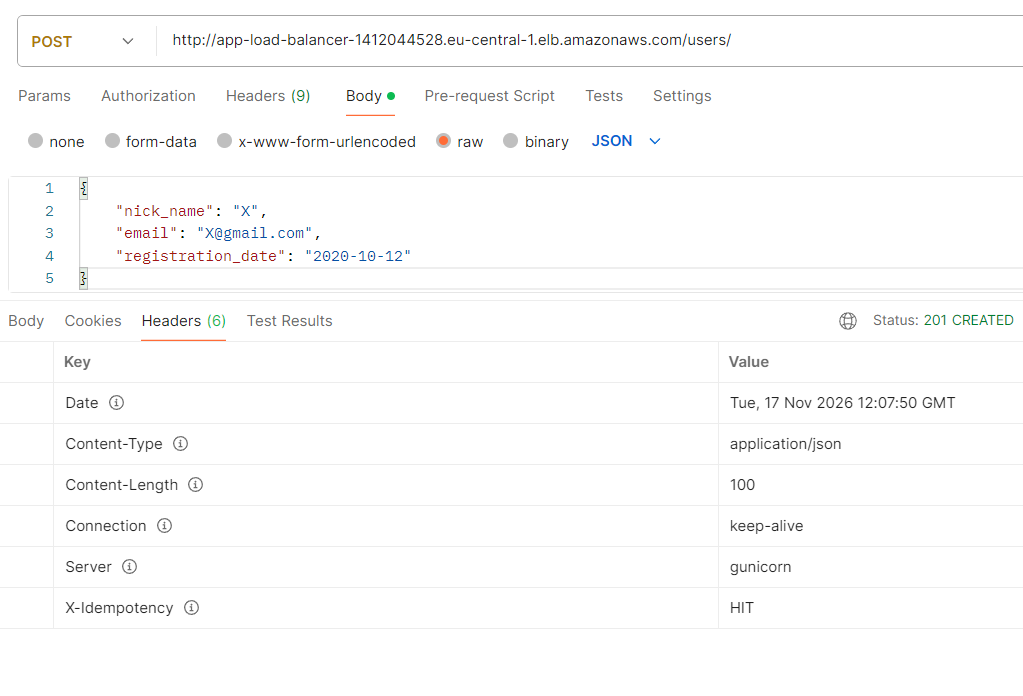 POST http://app-load-balancer-1412044528.eu-central-1.elb.amazonaws.com/users/
Params Authorization Headers (9) Body Pre-request Script Tests Settings
none form-data x-www-form-urlencoded raw binary JSON
1 {
2 "nick_name": "X",
3 "email": "X@gmail.com",
4 "registration_date": "2020-10-12"
5 }
Body Cookies Headers (6) Test Results Status: 201 CREATED
Key Value
Date Tue, 17 Nov 2026 12:07:50 GMT
Content-Type application/json
Content-Length 100
Connection keep-alive
Server gunicorn
X-Idempotency HIT